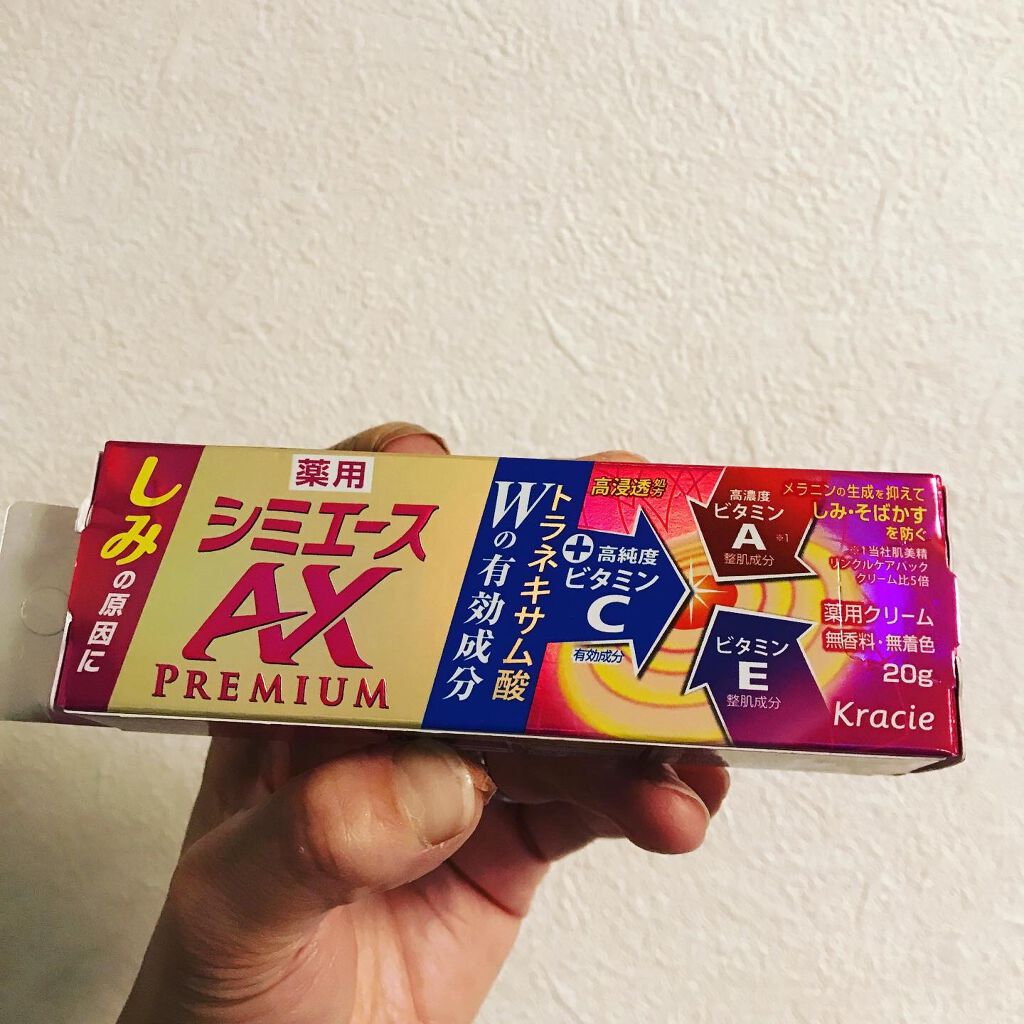 しみの原因に
薬用
シミエース
AX
PREMIUM
トラネキサム酸
Wの有効成分
+高純度
ビタミン
C
有効成分
高浸透処方
高濃度
ビタミン
A ※1
整肌成分
ビタミン
E
整肌成分
メラニンの生成を抑えて
しみ・そばかす
を防ぐ
※1当社肌美精
リンクルケアパック
クリーム比5倍
薬用クリーム
無香料・無着色
20g
Kracie